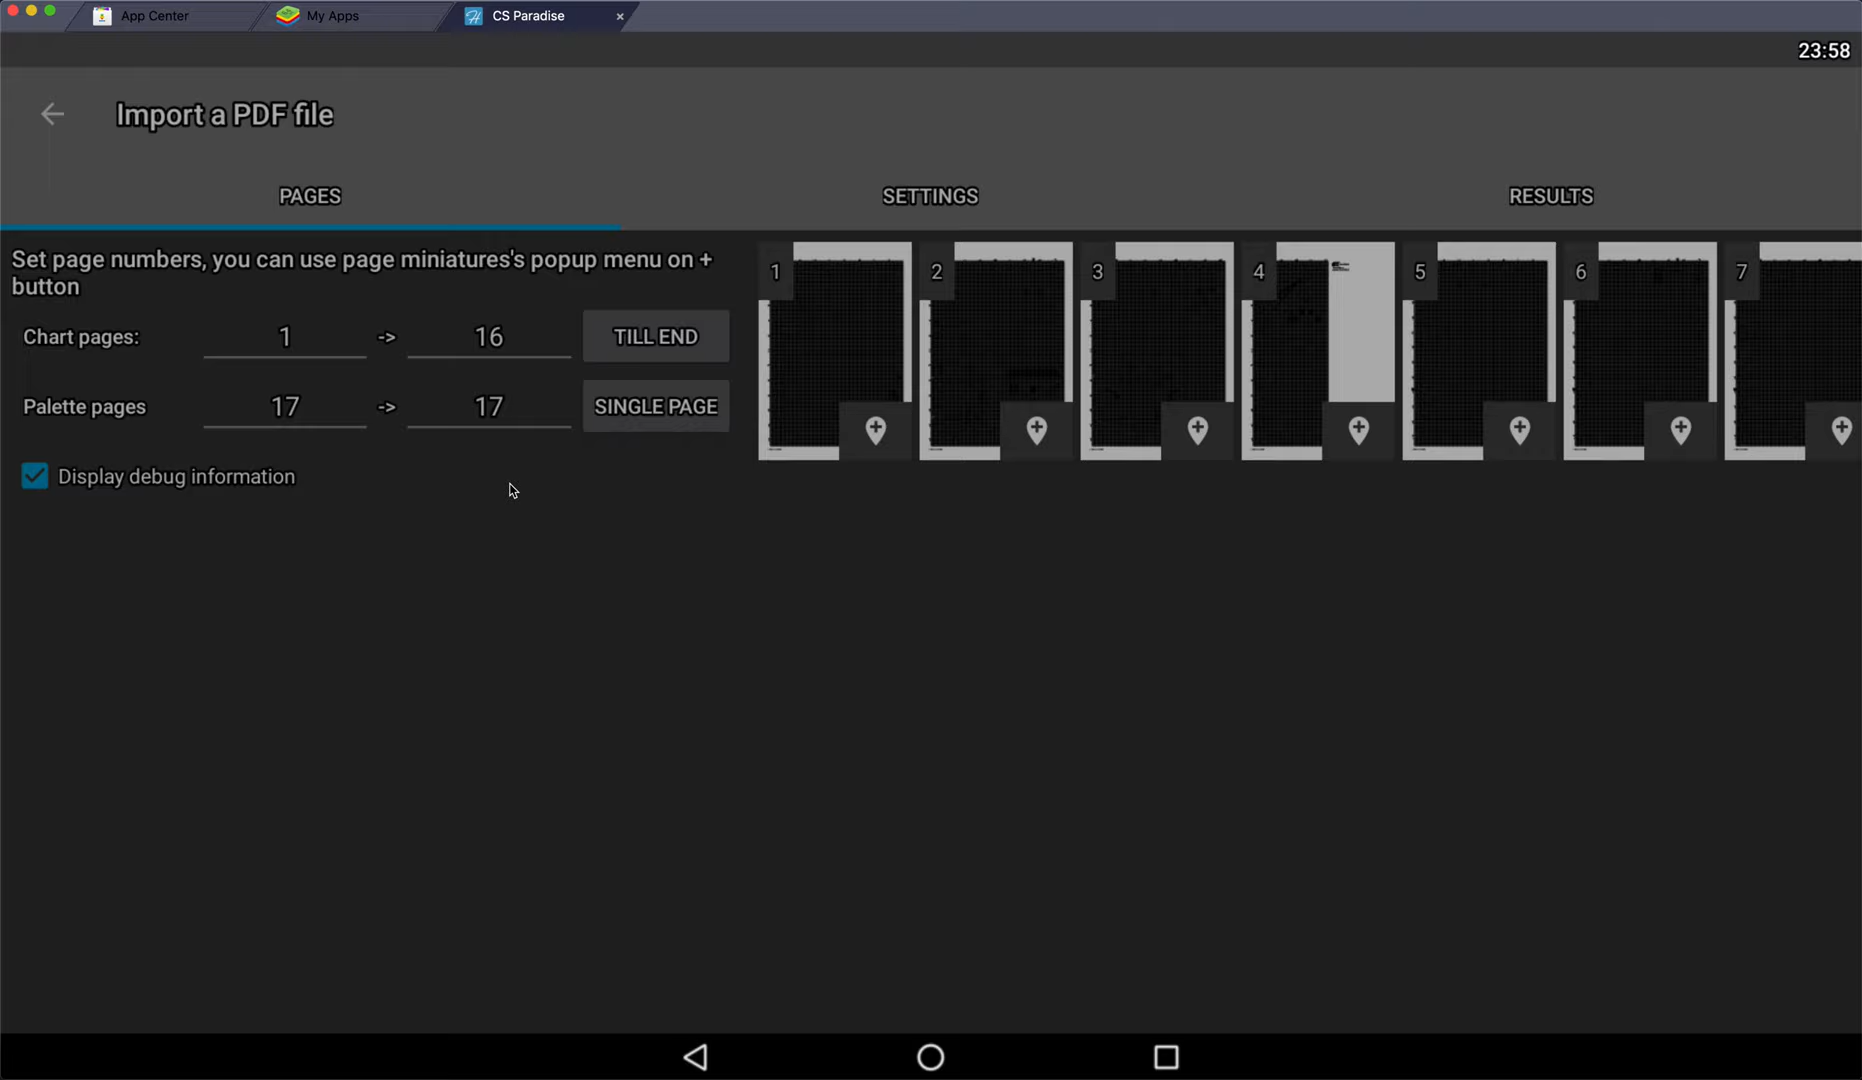 App Center
My Apps
CS Paradise
23:58
Import a PDF file
PAGES
SETTINGS
RESULTS
Set page numbers, you can use page miniatures's popup menu on +
button
Chart pages:
1
->
16
TILL END
Palette pages
17
->
17
SINGLE PAGE
Display debug information
1
2
3
4
5
6
7